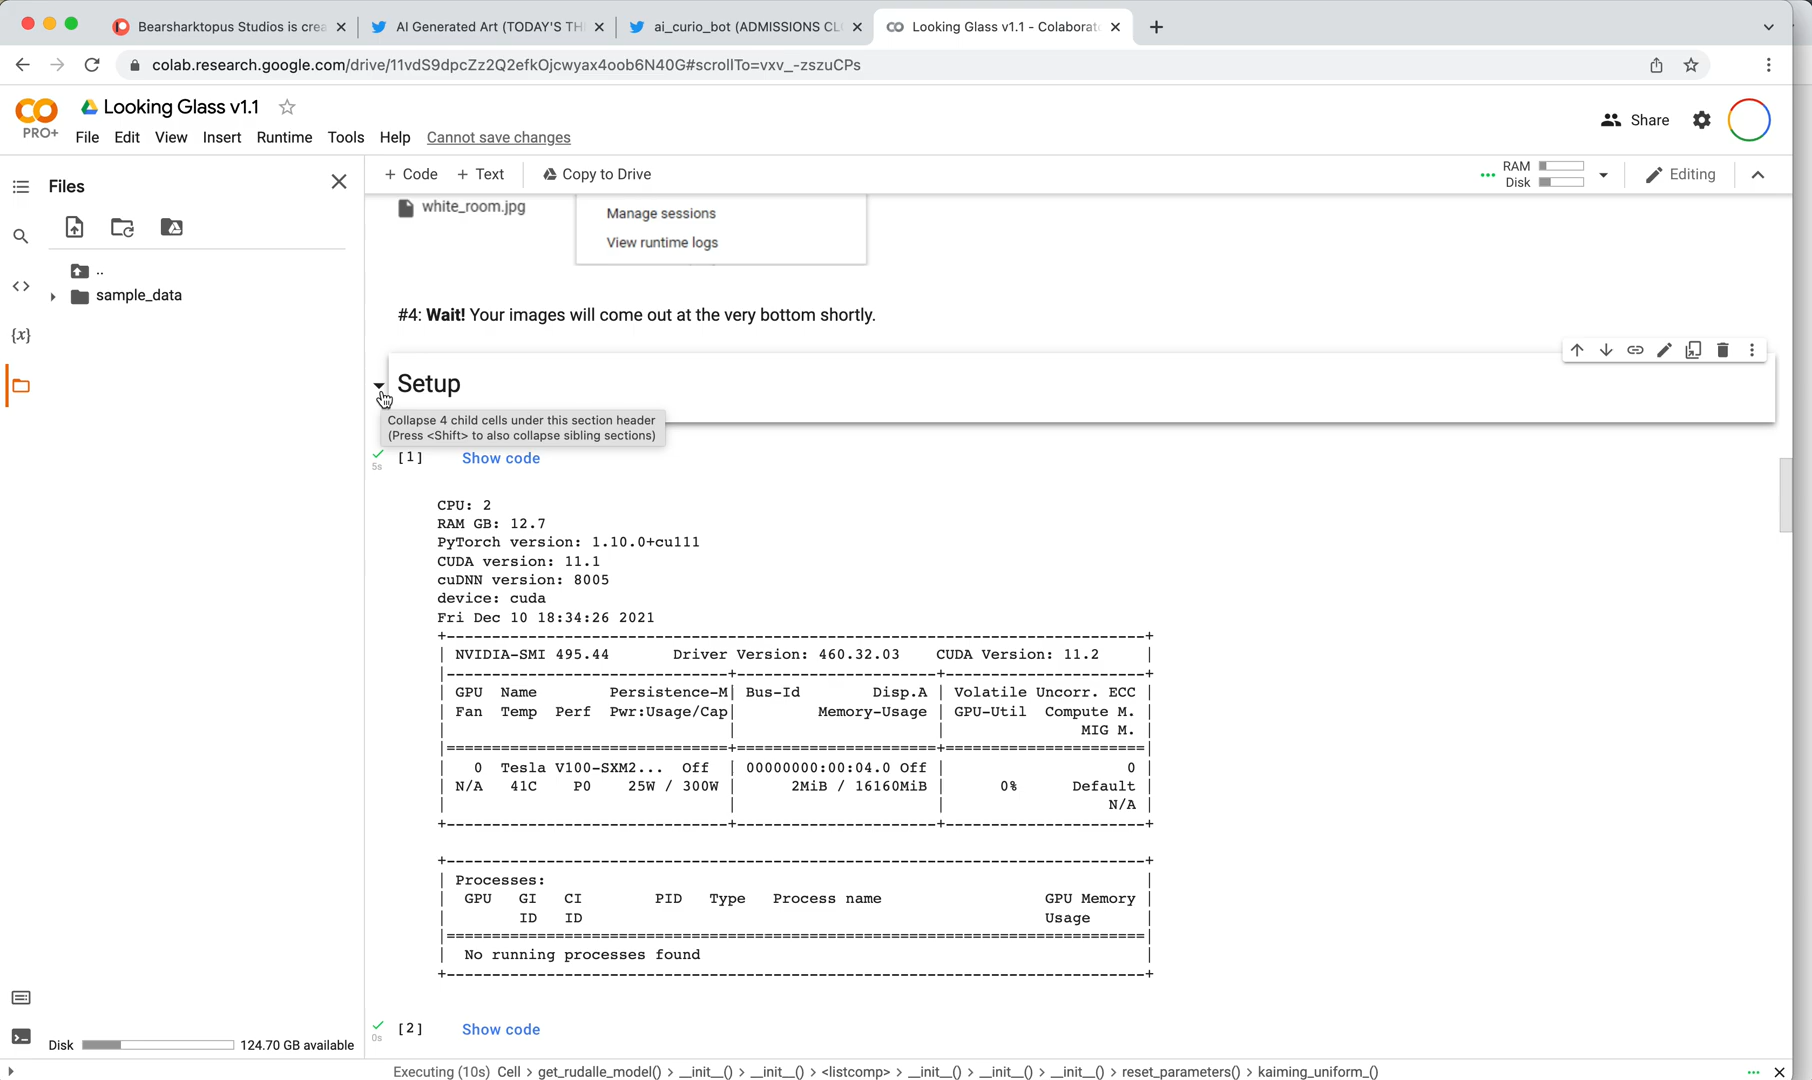 Bearsharktopus Studios is crea
AI Generated Art (TODAY'S TH
ai_curio_bot (ADMISSIONS CL
Looking Glass v1.1 - Colaborato
colab.research.google.com/drive/11vdS9dpcZz2Q2efkOjcwyax4oob6N40G#scrollTo=vxv_-zszuCPs
PRO+
Looking Glass v1.1
File Edit View Insert Runtime Tools Help Cannot save changes
Share
Files
+ Code + Text Copy to Drive
RAM
Disk
Editing
..
sample_data
{x}
white_room.jpg
Manage sessions
View runtime logs
#4: Wait! Your images will come out at the very bottom shortly.
Setup
Collapse 4 child cells under this section header
(Press <Shift> to also collapse sibling sections)
5s
[1] Show code
CPU: 2
RAM GB: 12.7
PyTorch version: 1.10.0+cu111
CUDA version: 11.1
cuDNN version: 8005
device: cuda
Fri Dec 10 18:34:26 2021
+-----------------------------------------------------------------------------+
| NVIDIA-SMI 495.44       Driver Version: 460.32.03    CUDA Version: 11.2     |
|-------------------------------+----------------------+----------------------+
| GPU  Name        Persistence-M| Bus-Id        Disp.A | Volatile Uncorr. ECC |
| Fan  Temp  Perf  Pwr:Usage/Cap|         Memory-Usage | GPU-Util  Compute M. |
|                               |                      |               MIG M. |
|===============================+======================+======================|
|   0  Tesla V100-SXM2...  Off  | 00000000:00:04.0 Off |                    0 |
| N/A   41C    P0    25W / 300W |      2MiB / 16160MiB |      0%      Default |
|                               |                      |                  N/A |
+-------------------------------+----------------------+----------------------+
+-----------------------------------------------------------------------------+
| Processes:                                                                  |
|  GPU   GI   CI        PID   Type   Process name                  GPU Memory |
|        ID   ID                                                   Usage      |
|=============================================================================|
|  No running processes found                                                 |
+-----------------------------------------------------------------------------+
0s
[2] Show code
Disk 124.70 GB available
Executing (10s) Cell > get_rudalle_model() > __init__() > __init__() > <listcomp> > __init__() > __init__() > __init__() > reset_parameters() > kaiming_uniform_()